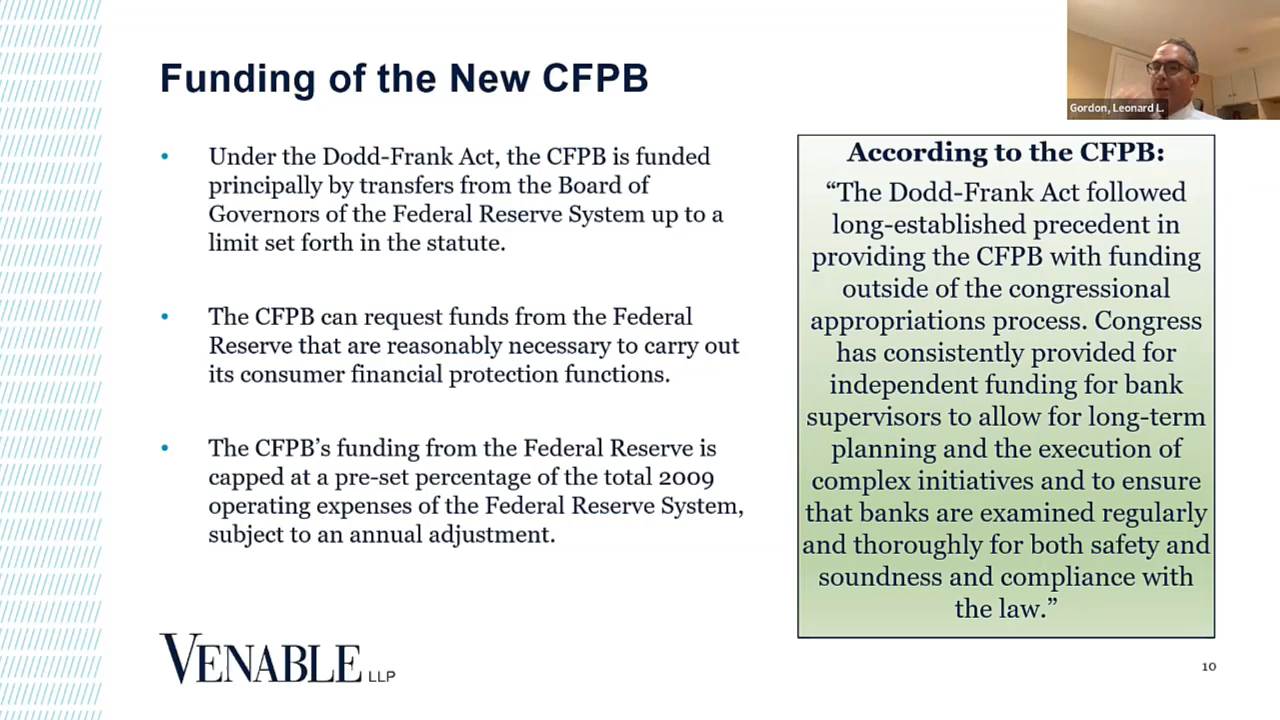 Funding of the New CFPB
Gordon, Leonard L.
• Under the Dodd-Frank Act, the CFPB is funded
principally by transfers from the Board of
Governors of the Federal Reserve System up to a
limit set forth in the statute.
• The CFPB can request funds from the Federal
Reserve that are reasonably necessary to carry out
its consumer financial protection functions.
• The CFPB’s funding from the Federal Reserve is
capped at a pre-set percentage of the total 2009
operating expenses of the Federal Reserve System,
subject to an annual adjustment.
According to the CFPB:
“The Dodd-Frank Act followed
long-established precedent in
providing the CFPB with funding
outside of the congressional
appropriations process. Congress
has consistently provided for
independent funding for bank
supervisors to allow for long-term
planning and the execution of
complex initiatives and to ensure
that banks are examined regularly
and thoroughly for both safety and
soundness and compliance with
the law.”
VENABLE LLP
10